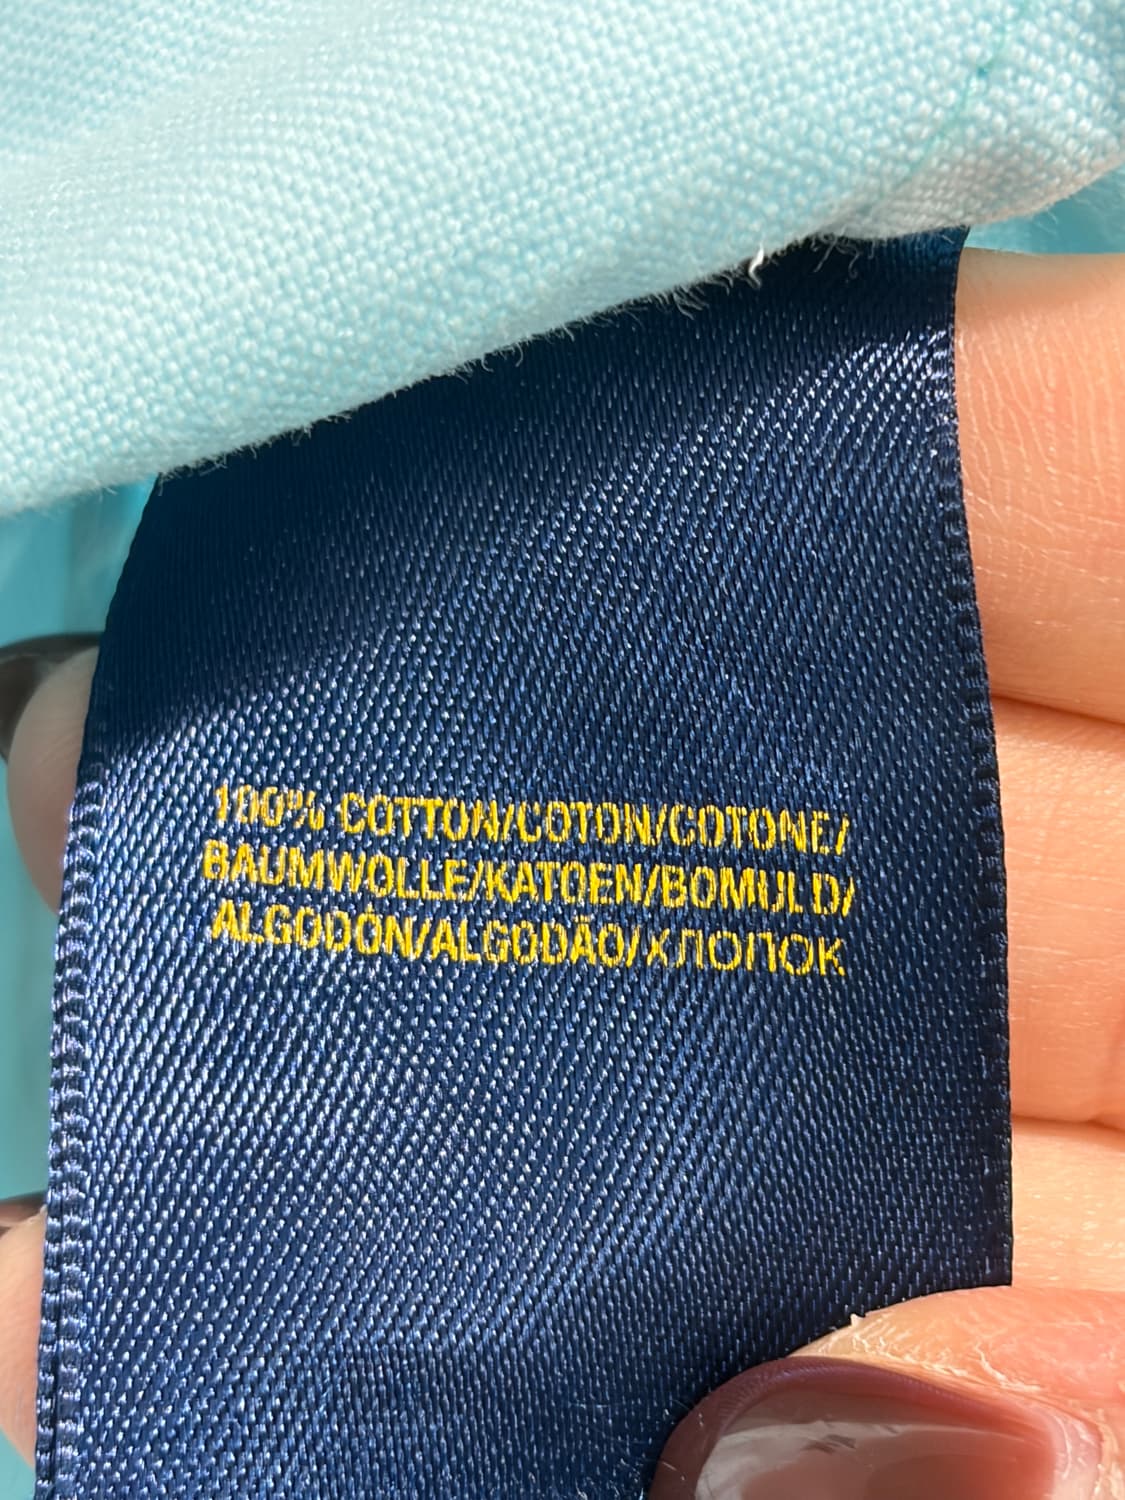 100% COTTON/COTON/COTONE/
BAUMWOLLE/KATOEN/BOMULD/
ALGODÓN/ALGODÃO/ХЛОПОК